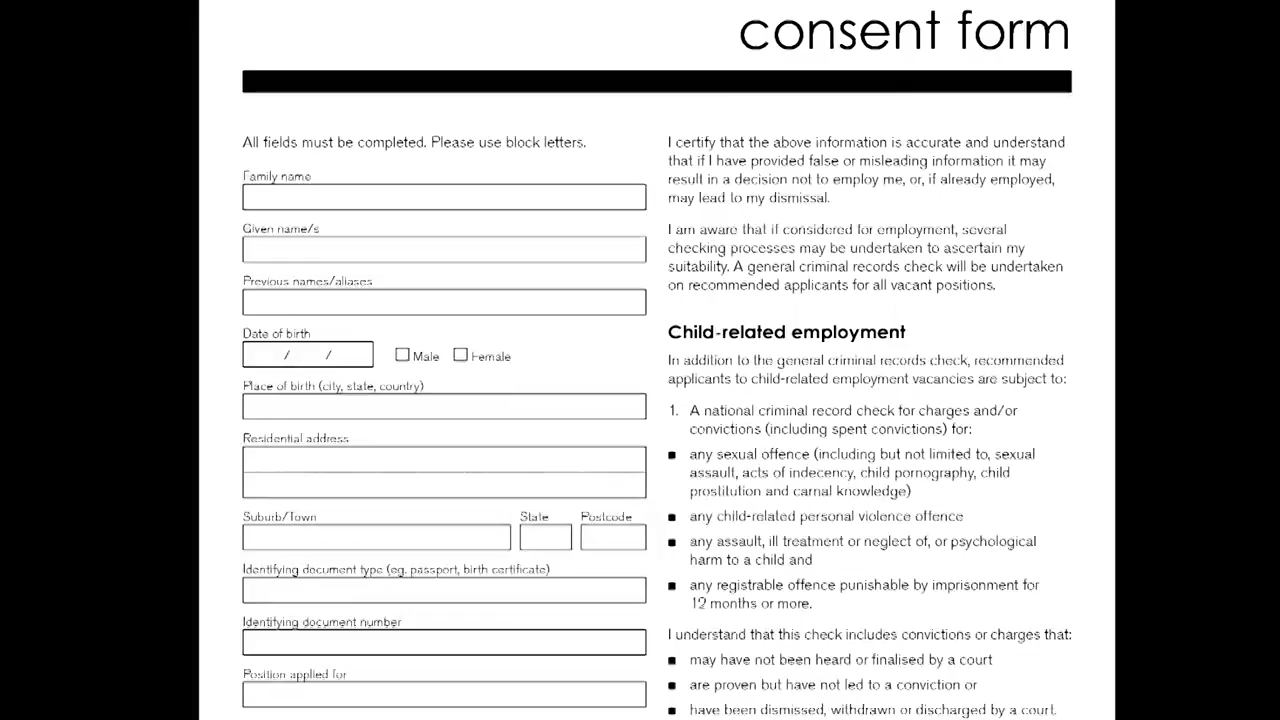 consent form
All fields must be completed. Please use block letters.
Family name
Given name/s
Previous names/aliases
Date of birth
/ / Male Female
Place of birth (city, state, country)
Residential address
Suburb/Town State Postcode
Identifying document type (eg. passport, birth certificate)
Identifying document number
Position applied for
I certify that the above information is accurate and understand
that if I have provided false or misleading information it may
result in a decision not to employ me, or, if already employed,
may lead to my dismissal.
I am aware that if considered for employment, several
checking processes may be undertaken to ascertain my
suitability. A general criminal records check will be undertaken
on recommended applicants for all vacant positions.
Child-related employment
In addition to the general criminal records check, recommended
applicants to child-related employment vacancies are subject to:
1. A national criminal record check for charges and/or
convictions (including spent convictions) for:
■ any sexual offence (including but not limited to, sexual
assault, acts of indecency, child pornography, child
prostitution and carnal knowledge)
■ any child-related personal violence offence
■ any assault, ill treatment or neglect of, or psychological
harm to a child and
■ any registrable offence punishable by imprisonment for
12 months or more.
I understand that this check includes convictions or charges that:
■ may have not been heard or finalised by a court
■ are proven but have not led to a conviction or
■ have been dismissed, withdrawn or discharged by a court.